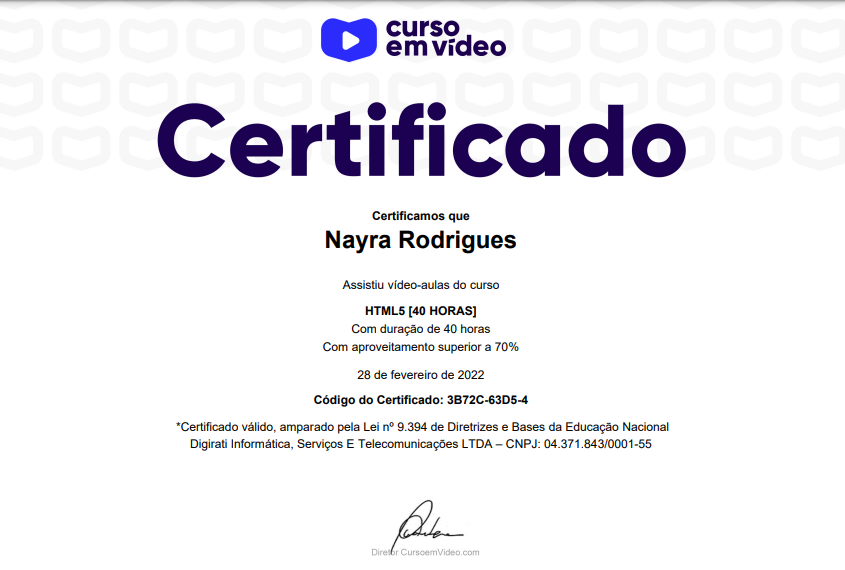 curso
em vídeo
Certificado
Certificamos que
Nayra Rodrigues
Assistiu vídeo-aulas do curso
HTML5 [40 HORAS]
Com duração de 40 horas
Com aproveitamento superior a 70%
28 de fevereiro de 2022
Código do Certificado: 3B72C-63D5-4
*Certificado válido, amparado pela Lei nº 9.394 de Diretrizes e Bases da Educação Nacional
Digirati Informática, Serviços E Telecomunicações LTDA – CNPJ: 04.371.843/0001-55
Diretor CursoemVideo.com